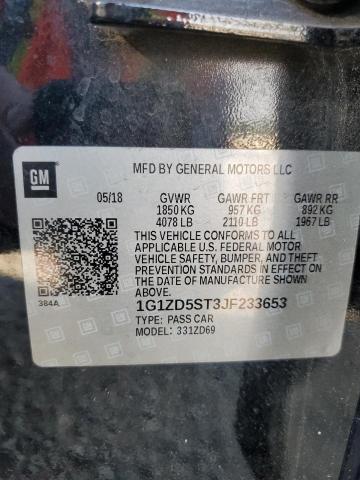 GM
MFD BY GENERAL MOTORS LLC
05/18 GVWR GAWR FRT GAWR RR
1850 KG 957 KG 892 KG
4078 LB 2110 LB 1967 LB
THIS VEHICLE CONFORMS TO ALL
APPLICABLE U.S. FEDERAL MOTOR
VEHICLE SAFETY, BUMPER, AND THEFT
PREVENTION STANDARDS IN EFFECT
ON THE DATE OF MANUFACTURE SHOWN
ABOVE.
384A
1G1ZD5ST3JF233653
TYPE: PASS CAR
MODEL: 331ZD69